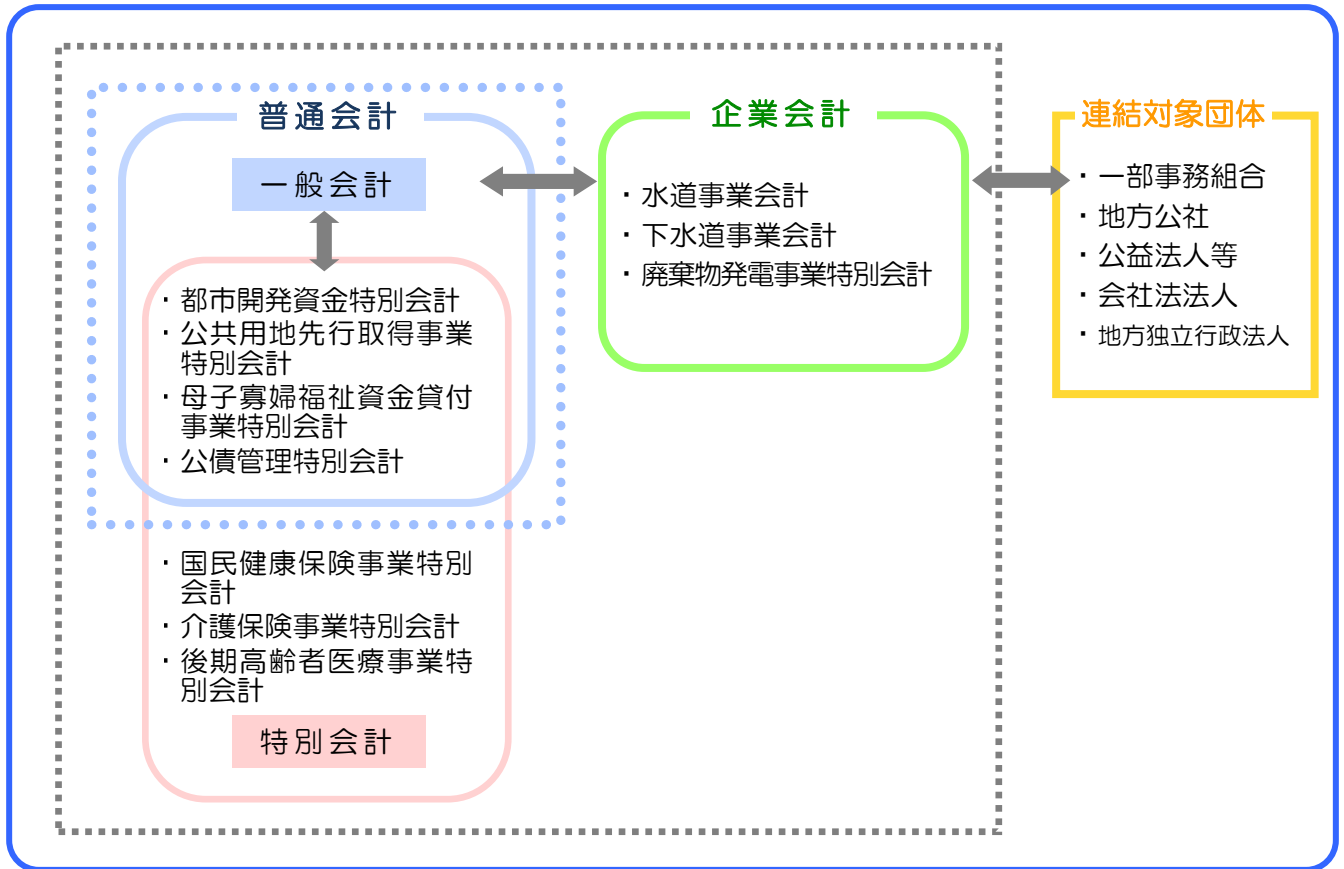 普通会計
一般会計
・都市開発資金特別会計
・公共用地先行取得事業
特別会計
・母子寡婦福祉資金貸付
事業特別会計
・公債管理特別会計
・国民健康保険事業特別
会計
・介護保険事業特別会計
・後期高齢者医療事業特
別会計
特別会計
企業会計
・水道事業会計
・下水道事業会計
・廃棄物発電事業特別会計
連結対象団体
・一部事務組合
・地方公社
・公益法人等
・会社法法人
・地方独立行政法人